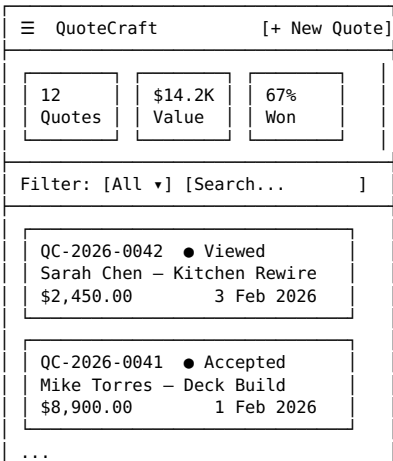 ☰ QuoteCraft [+ New Quote]
12 $14.2K 67%
Quotes Value Won
Filter: [All ▾] [Search... ]
QC-2026-0042 ● Viewed
Sarah Chen — Kitchen Rewire
$2,450.00 3 Feb 2026
QC-2026-0041 ● Accepted
Mike Torres — Deck Build
$8,900.00 1 Feb 2026
...